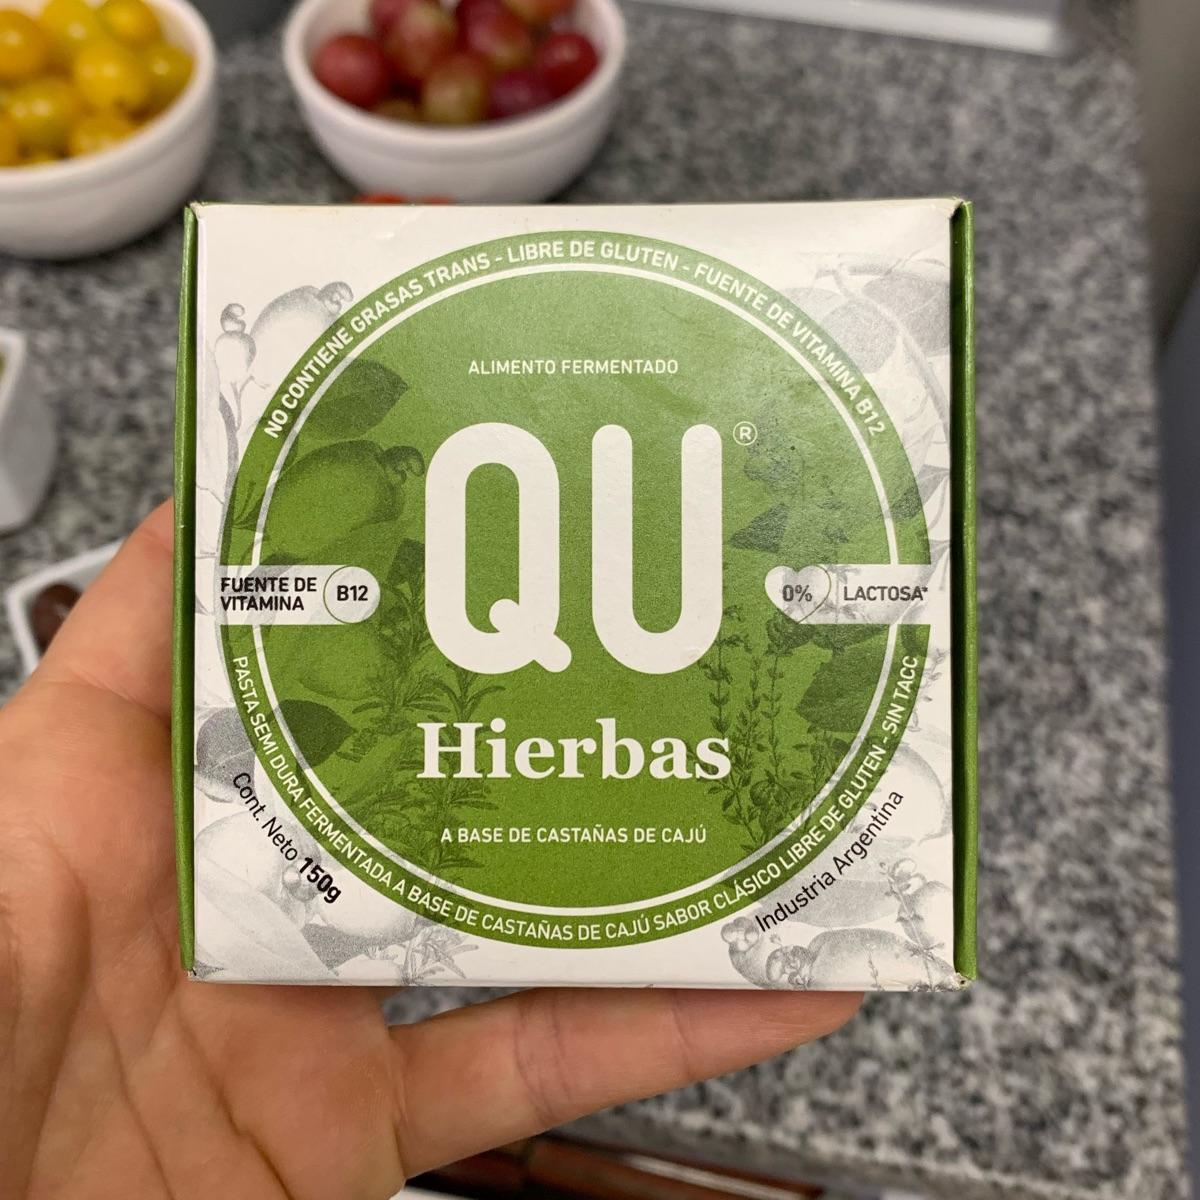 NO CONTIENE GRASAS TRANS - LIBRE DE GLUTEN - FUENTE DE VITAMINA B12
ALIMENTO FERMENTADO
QU®
FUENTE DE
VITAMINA
B12
0%
LACTOSA*
Hierbas
A BASE DE CASTAÑAS DE CAJÚ
PASTA SEMI DURA FERMENTADA A BASE DE CASTAÑAS DE CAJÚ SABOR CLÁSICO LIBRE DE GLUTEN - SIN TACC
Cont. Neto 150g
Industria Argentina